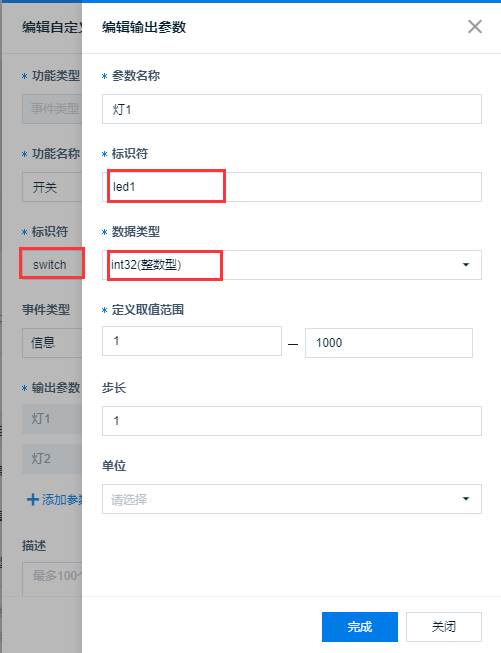 编辑自定义
编辑输出参数
* 功能类型
事件类型
* 功能名称
开关
* 标识符
switch
事件类型
信息
* 输出参数
灯1
灯2
添加参数
描述
最多100个
* 参数名称
灯1
* 标识符
led1
* 数据类型
int32(整数型)
* 定义取值范围
1
—
1000
步长
1
单位
请选择
完成
关闭